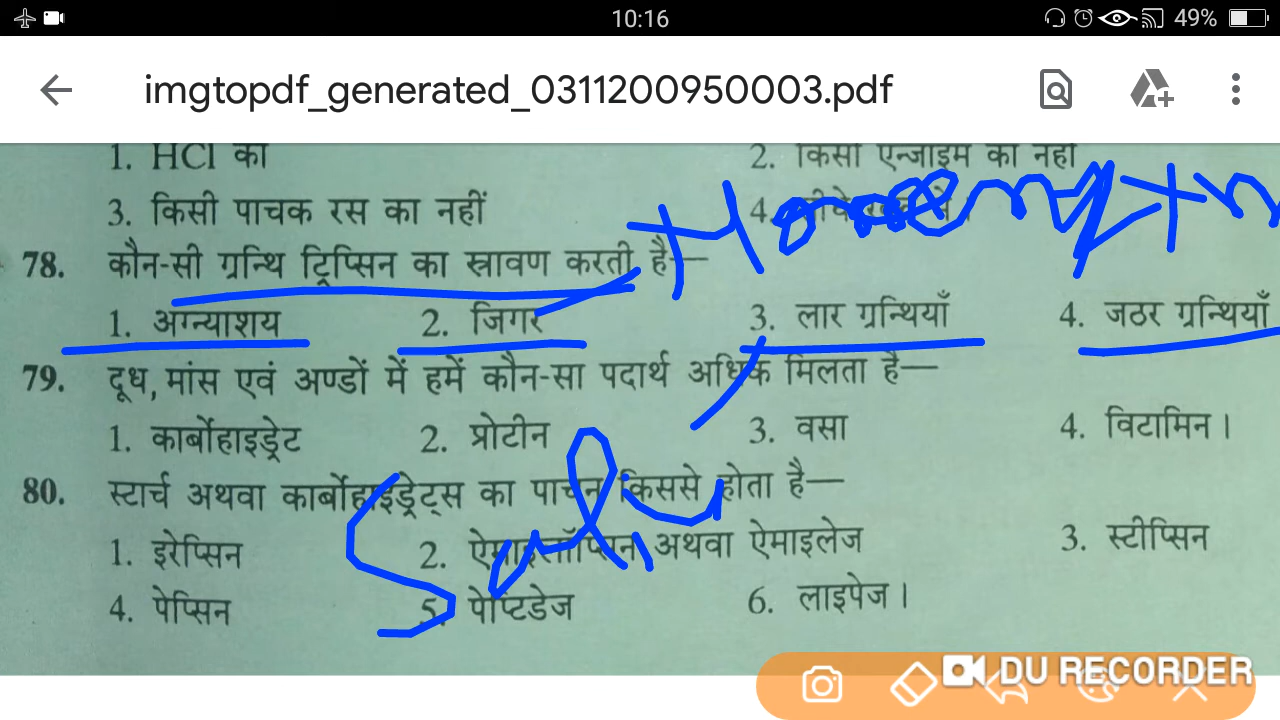 10:16
49%
imgtopdf_generated_0311200950003.pdf
1. HCl का 2. किसी एन्जाइम का नहीं
3. किसी पाचक रस का नहीं 4.
78. कौन-सी ग्रन्थि ट्रिप्सिन का स्रावण करती है—
1. अग्न्याशय 2. जिगर 3. लार ग्रन्थियाँ 4. जठर ग्रन्थियाँ
79. दूध, मांस एवं अण्डों में हमें कौन-सा पदार्थ अधिक मिलता है—
1. कार्बोहाइड्रेट 2. प्रोटीन 3. वसा 4. विटामिन।
80. स्टार्च अथवा कार्बोहाइड्रेट्स का पाचन किससे होता है—
1. इरेप्सिन 2. ऐमाइलॉप्सिन अथवा ऐमाइलेज 3. स्टीप्सिन
4. पेप्सिन 5. पेप्टिडेज 6. लाइपेज।
DU RECORDER